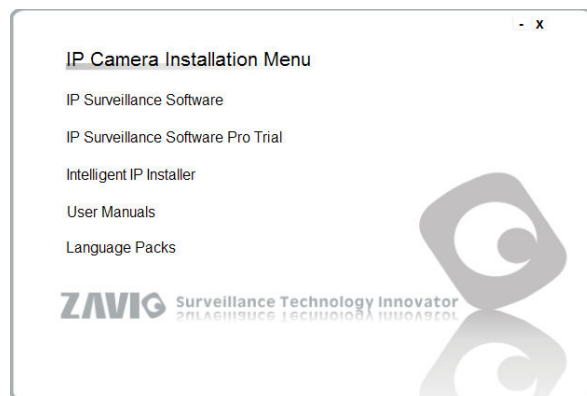 - X
IP Camera Installation Menu
IP Surveillance Software
IP Surveillance Software Pro Trial
Intelligent IP Installer
User Manuals
Language Packs
ZAVIO Surveillance Technology Innovator